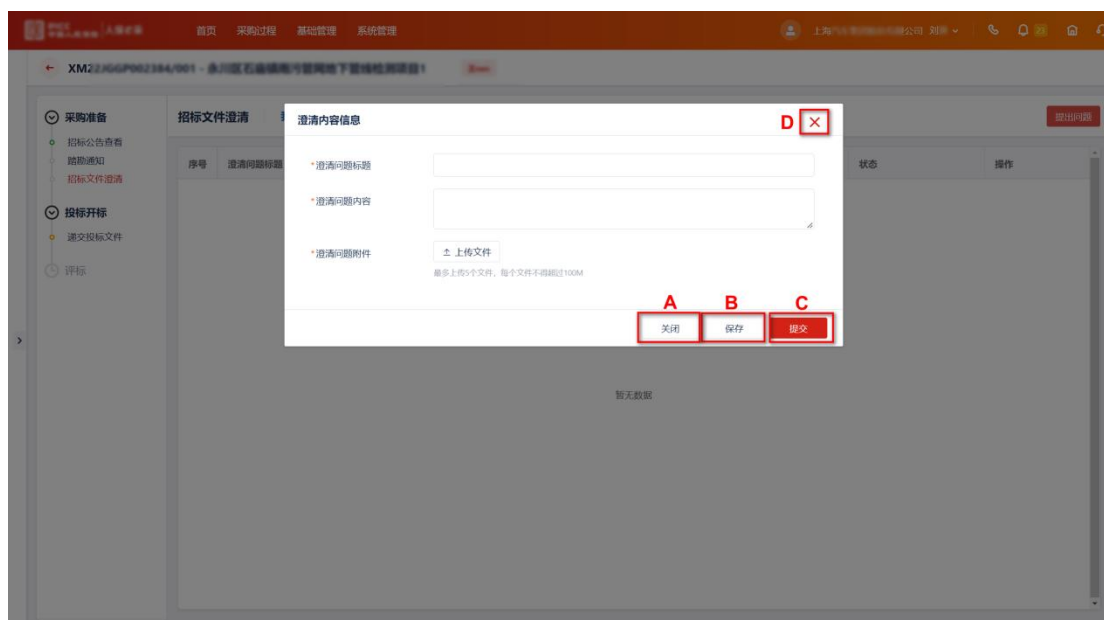 首页 采购过程 基础管理 系统管理
上海 公司 刘 21
/001 - 1
采购准备
招标公告查看
踏勘通知
招标文件澄清
投标开标
递交投标文件
评标
招标文件澄清
提出问题
序号 澄清问题标题 状态 操作
澄清内容信息 D
*澄清问题标题
*澄清问题内容
*澄清问题附件 上传文件
最多上传5个文件，每个文件不得超过100M
A B C
关闭 保存 提交
暂无数据